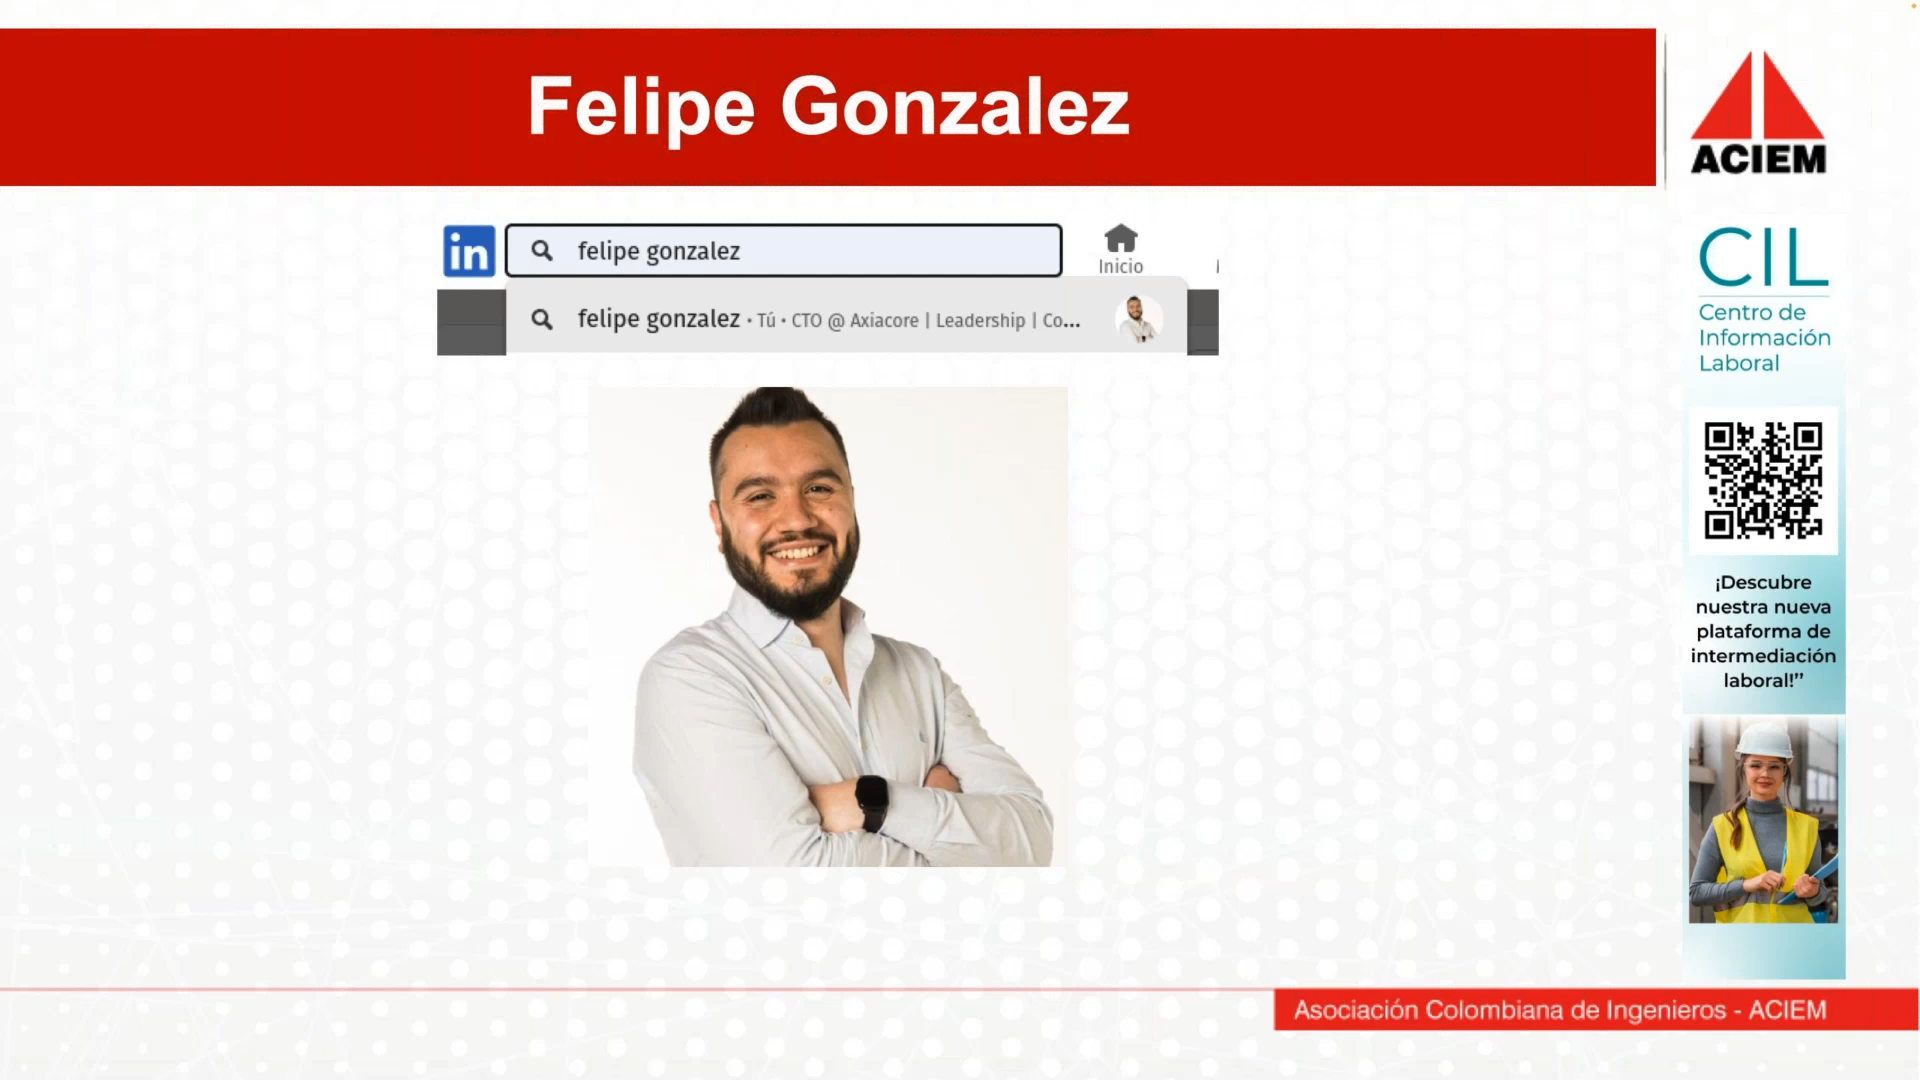 Felipe Gonzalez
ACIEM
in
felipe gonzalez
Inicio
felipe gonzalez • Tú • CTO @ Axiacore | Leadership | Co...
CIL
Centro de
Información
Laboral
¡Descubre
nuestra nueva
plataforma de
intermediación
laboral!”
Asociación Colombiana de Ingenieros - ACIEM